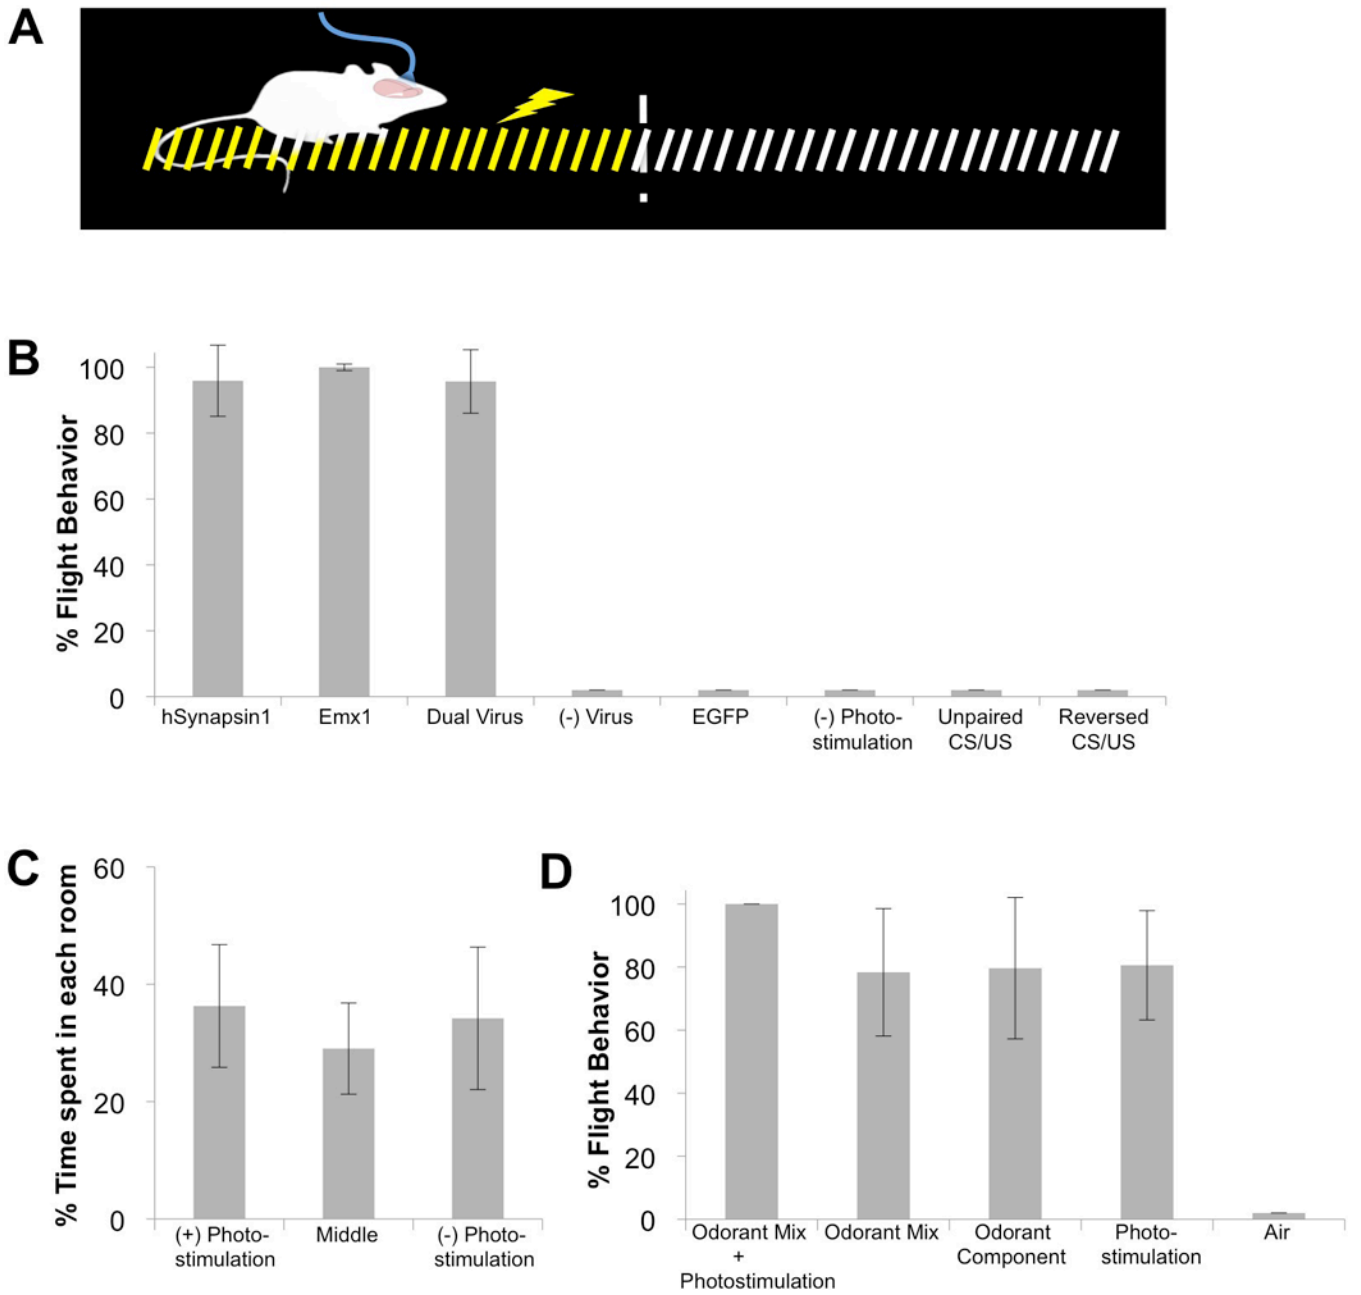 A
B
% Flight Behavior
100
80
60
40
20
0
hSynapsin1 Emx1 Dual Virus (-) Virus EGFP (-) Photo- Unpaired Reversed
stimulation CS/US CS/US
C
% Time spent in each room
60
40
20
0
(+) Photo- Middle (-) Photo-
stimulation stimulation
D
% Flight Behavior
100
80
60
40
20
0
Odorant Mix Odorant Mix Odorant Photo- Air
+ Component stimulation
Photostimulation